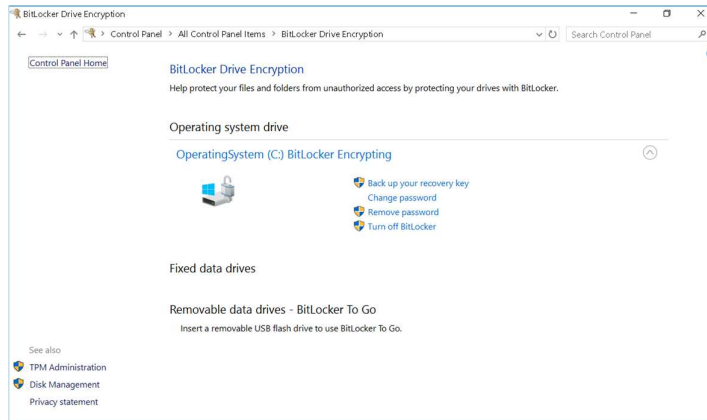 BitLocker Drive Encryption
Control Panel > All Control Panel Items > BitLocker Drive Encryption
Search Control Panel
Control Panel Home
BitLocker Drive Encryption
Help protect your files and folders from unauthorized access by protecting your drives with BitLocker.
Operating system drive
OperatingSystem (C:) BitLocker Encrypting
Back up your recovery key
Change password
Remove password
Turn off BitLocker
Fixed data drives
Removable data drives - BitLocker To Go
Insert a removable USB flash drive to use BitLocker To Go.
See also
TPM Administration
Disk Management
Privacy statement